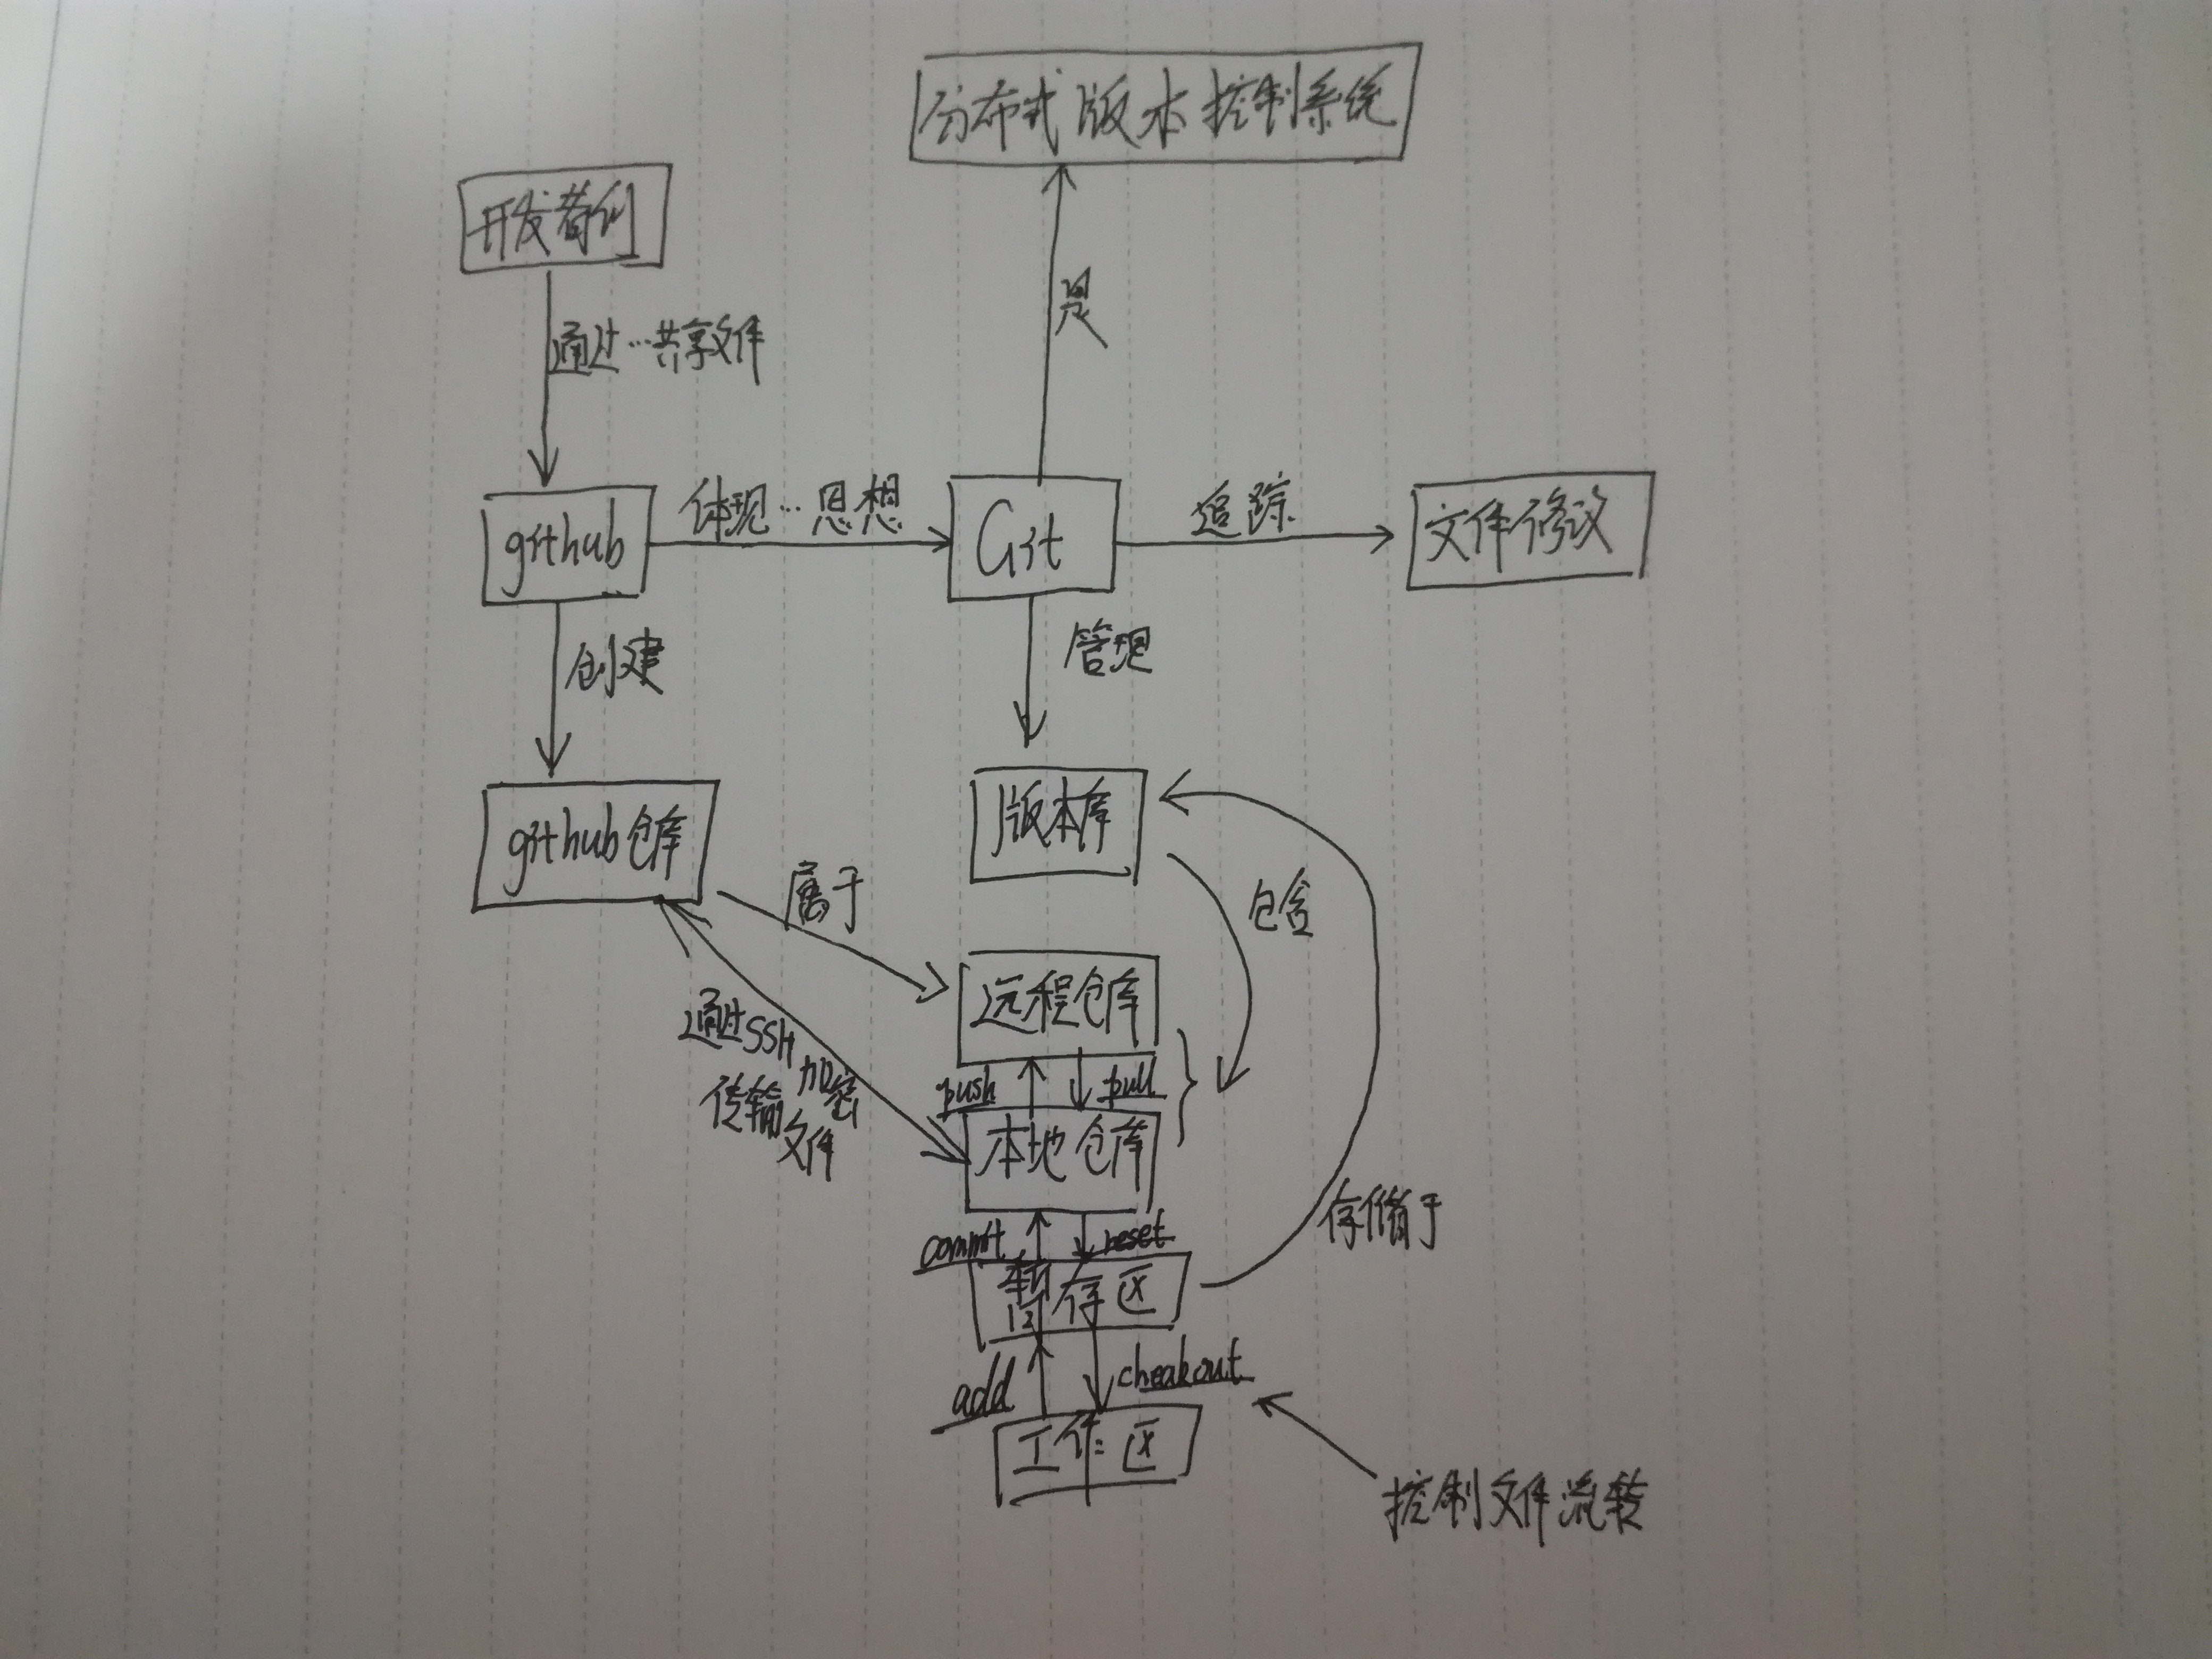 分布式版本控制系统
开发者们
是
通过…共享文件
github
体现…思想
Git
追踪
文件修改
创建
管理
github仓库
版本库
属于
包含
远程仓库
通过SSH加密
传输文件
push
pull
本地仓库
存储于
commit
reset
暂存区
add
cheakout
工作区
控制文件流转